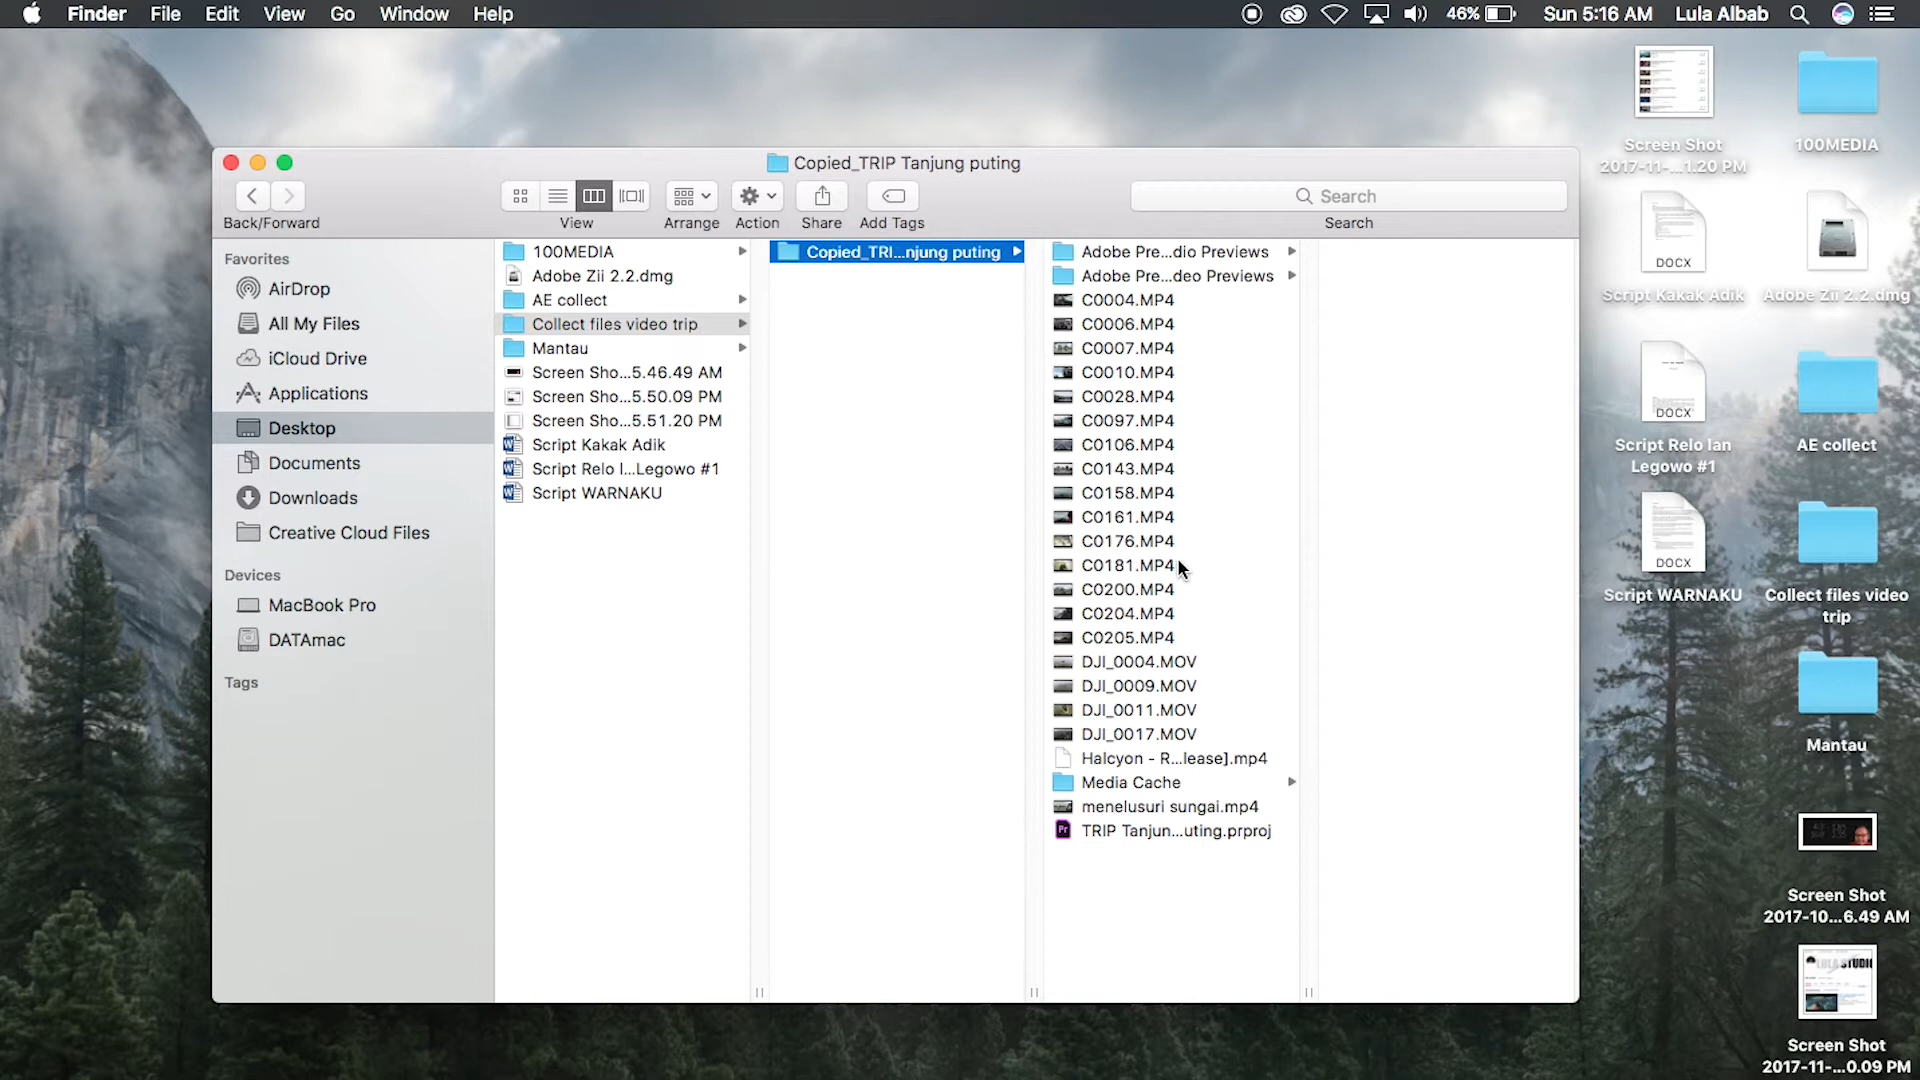 Finder File Edit View Go Window Help 46% Sun 5:16 AM Lula Albab
Copied_TRIP Tanjung puting
Search
Back/Forward View Arrange Action Share Add Tags Search
Favorites
AirDrop
All My Files
iCloud Drive
Applications
Desktop
Documents
Downloads
Creative Cloud Files
Devices
MacBook Pro
DATAmac
Tags
100MEDIA
Adobe Zii 2.2.dmg
AE collect
Collect files video trip
Mantau
Screen Sho...5.46.49 AM
Screen Sho...5.50.09 PM
Screen Sho...5.51.20 PM
Script Kakak Adik
Script Relo I...Legowo #1
Script WARNAKU
Copied_TRI...njung puting
Adobe Pre...dio Previews
Adobe Pre...deo Previews
C0004.MP4
C0006.MP4
C0007.MP4
C0010.MP4
C0028.MP4
C0097.MP4
C0106.MP4
C0143.MP4
C0158.MP4
C0161.MP4
C0176.MP4
C0181.MP4
C0200.MP4
C0204.MP4
C0205.MP4
DJI_0004.MOV
DJI_0009.MOV
DJI_0011.MOV
DJI_0017.MOV
Halcyon - R...lease].mp4
Media Cache
menelusuri sungai.mp4
Pr
TRIP Tanjun...uting.prproj
Screen Shot
2017-11-...1.20 PM
100MEDIA
DOCX
Script Kakak Adik
Adobe Zii 2.2.dmg
DOCX
Script Relo Ian
Legowo #1
AE collect
DOCX
Script WARNAKU
Collect files video
trip
Mantau
Screen Shot
2017-10...6.49 AM
LULA STUDIO
Screen Shot
2017-11-...0.09 PM